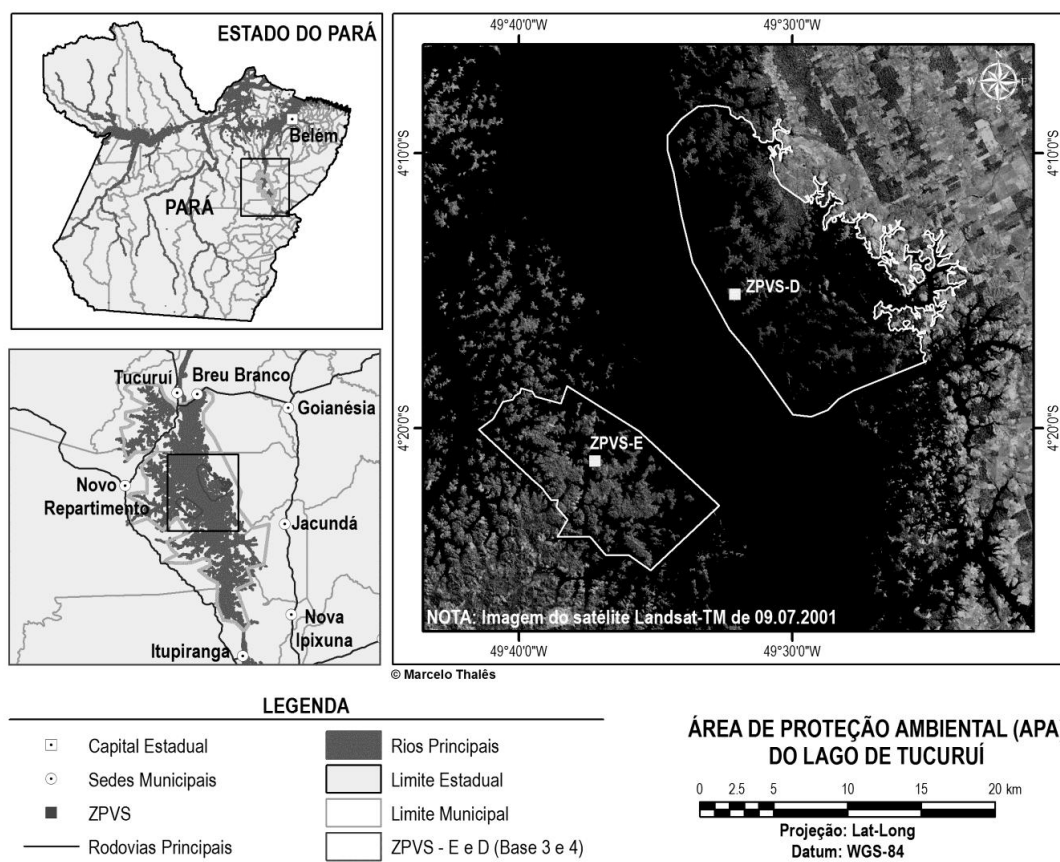 ESTADO DO PARÁ
Belém
PARÁ
Tucuruí
Breu Branco
Goianésia
Novo
Repartimento
Jacundá
Nova
Ipixuna
Itupiranga
49°40'0"W
49°30'0"W
N
W
E
S
4°10'0"S
4°20'0"S
4°10'0"S
4°20'0"S
ZPVS-D
ZPVS-E
NOTA: Imagem do satélite Landsat-TM de 09.07.2001
49°40'0"W
49°30'0"W
© Marcelo Thalês
LEGENDA
Capital Estadual
Sedes Municipais
ZPVS
Rodovias Principais
Rios Principais
Limite Estadual
Limite Municipal
ZPVS - E e D (Base 3 e 4)
ÁREA DE PROTEÇÃO AMBIENTAL (APA
DO LAGO DE TUCURUÍ
0 2.5 5 10 15 20 km
Projeção: Lat-Long
Datum: WGS-84